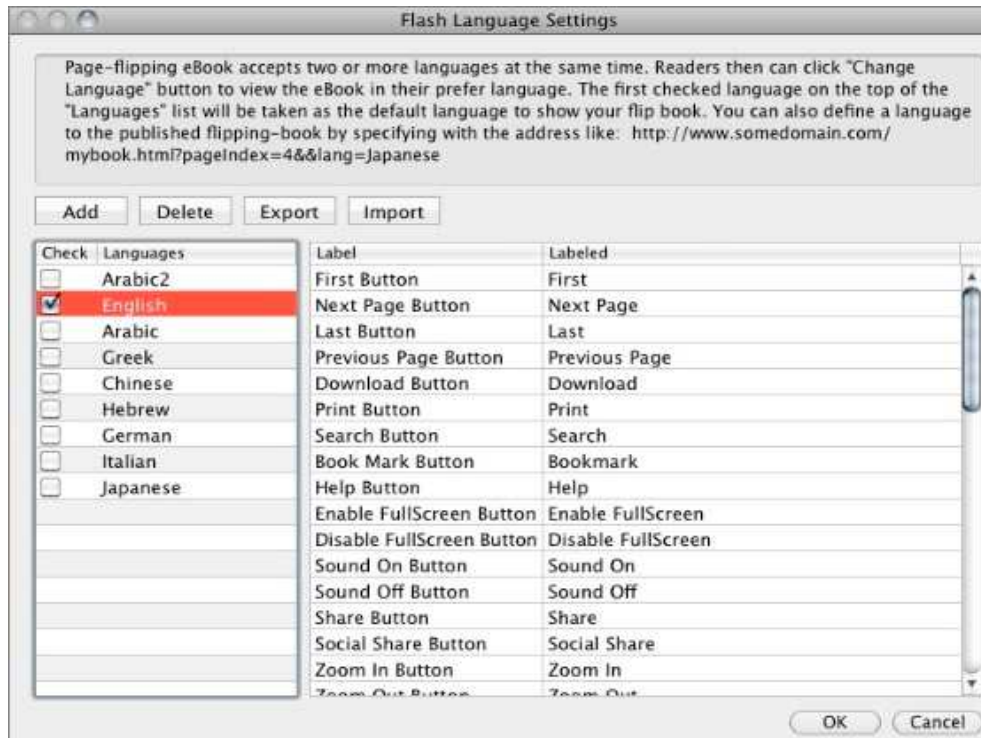 Flash Language Settings
Page-flipping eBook accepts two or more languages at the same time. Readers then can click "Change
Language" button to view the eBook in their prefer language. The first checked language on the top of the
"Languages" list will be taken as the default language to show your flip book. You can also define a language
to the published flipping-book by specifying with the address like: http://www.somedomain.com/
mybook.html?pageIndex=4&&lang=Japanese
Add Delete Export Import
Check Languages Label Labeled
Arabic2 First Button First
English Next Page Button Next Page
Arabic Last Button Last
Greek Previous Page Button Previous Page
Chinese Download Button Download
Hebrew Print Button Print
German Search Button Search
Italian Book Mark Button Bookmark
Japanese Help Button Help
Enable FullScreen Button Enable FullScreen
Disable FullScreen Button Disable FullScreen
Sound On Button Sound On
Sound Off Button Sound Off
Share Button Share
Social Share Button Social Share
Zoom In Button Zoom In
Zoom Out Button Zoom Out
OK Cancel